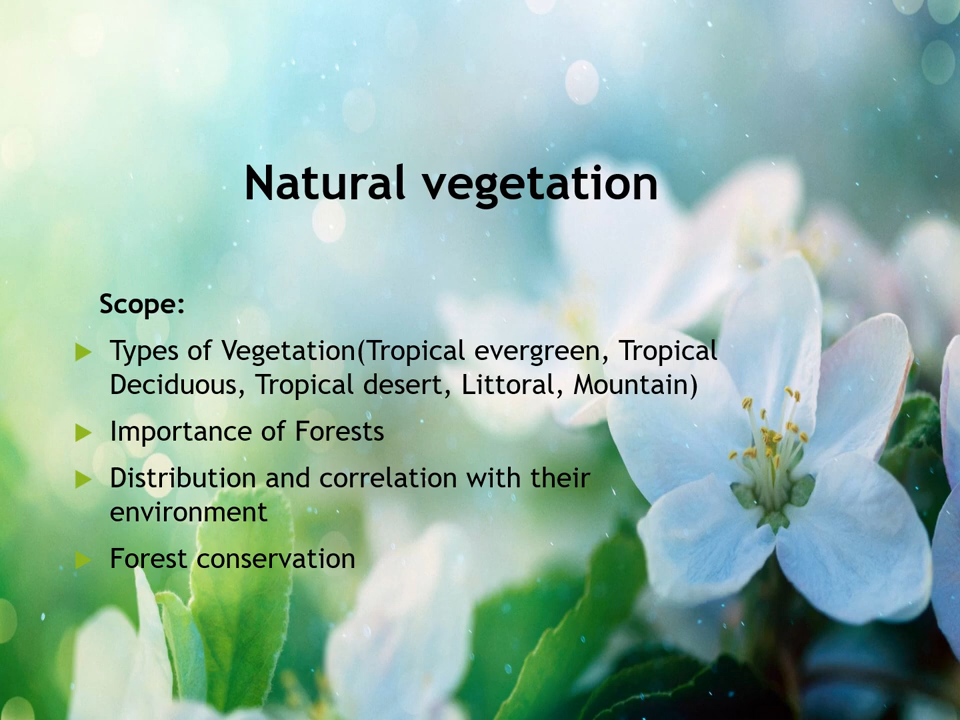 Natural vegetation
Scope:
Types of Vegetation(Tropical evergreen, Tropical
Deciduous, Tropical desert, Littoral, Mountain)
Importance of Forests
Distribution and correlation with their
environment
Forest conservation